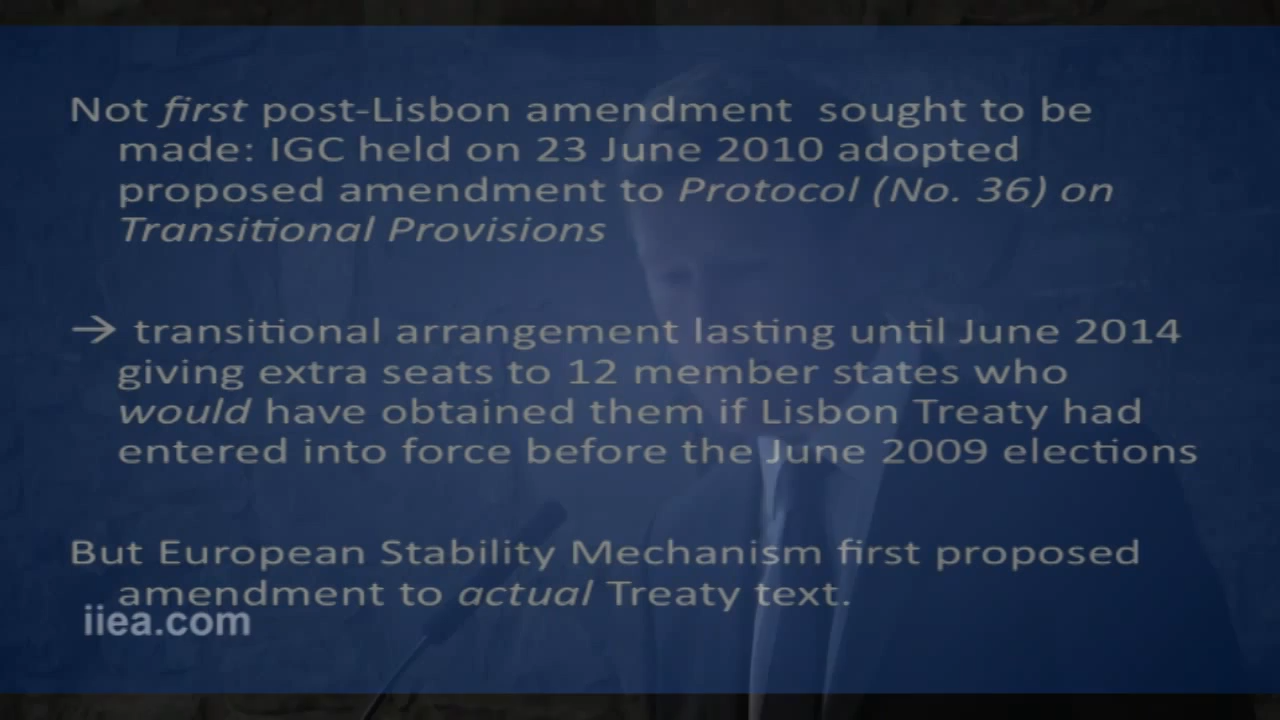 Not first post-Lisbon amendment sought to be
made: IGC held on 23 June 2010 adopted
proposed amendment to Protocol (No. 36) on
Transitional Provisions
→ transitional arrangement lasting until June 2014
giving extra seats to 12 member states who
would have obtained them if Lisbon Treaty had
entered into force before the June 2009 elections
But European Stability Mechanism first proposed
amendment to actual Treaty text.
iiea.com